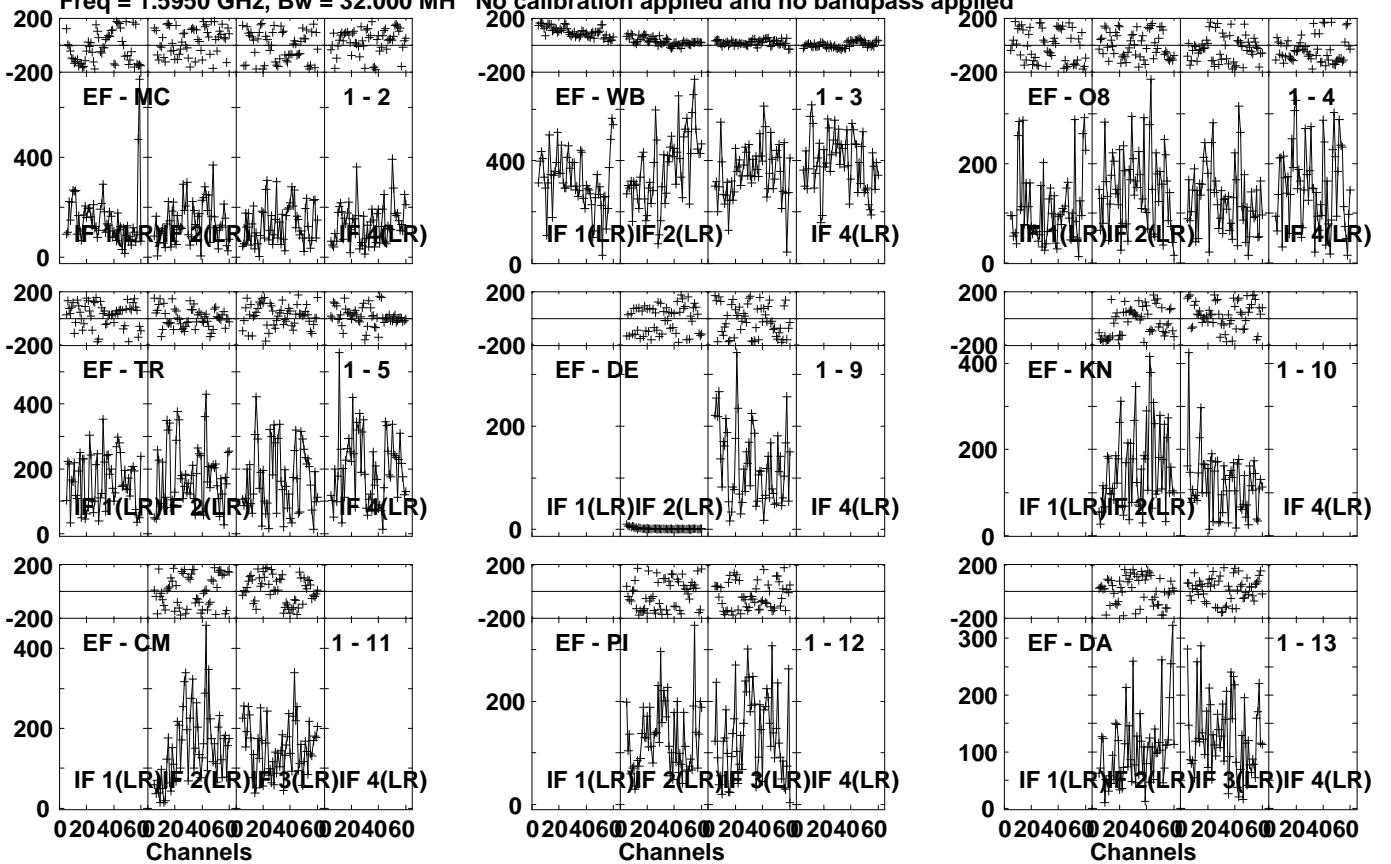 Freq = 1.5950 GHz, Bw = 32.000 MH No calibration applied and no bandpass applied
200 200 200
-200 -200 -200
EF - MC 1 - 2 EF - WB 1 - 3 EF - O8 1 - 4
400 400 200
IF 1(LR) IF 2(LR) IF 4(LR) IF 1(LR) IF 2(LR) IF 4(LR) IF 1(LR) IF 2(LR) IF 4(LR)
0 0 0
200 200 200
-200 -200 -200
EF - TR 1 - 5 EF - DE 1 - 9 EF - KN 1 - 10
400 400
200 200 200
IF 1(LR) IF 2(LR) IF 4(LR) IF 1(LR) IF 2(LR) IF 4(LR) IF 1(LR) IF 2(LR) IF 4(LR)
0 0 0
200 200 200
-200 -200 -200
EF - CM 1 - 11 EF - PI 1 - 12 EF - DA 1 - 13
400 300
200 200 200
100
IF 1(LR) IF 2(LR) IF 3(LR) IF 4(LR) IF 1(LR) IF 2(LR) IF 3(LR) IF 4(LR) IF 1(LR) IF 2(LR) IF 3(LR) IF 4(LR)
0 0 0
0 20 40 60 0 20 40 60 0 20 40 60 0 20 40 60 0 20 40 60 0 20 40 60 0 20 40 60 0 20 40 60 0 20 40 60 0 20 40 60 0 20 40 60 0 20 40 60
Channels Channels Channels